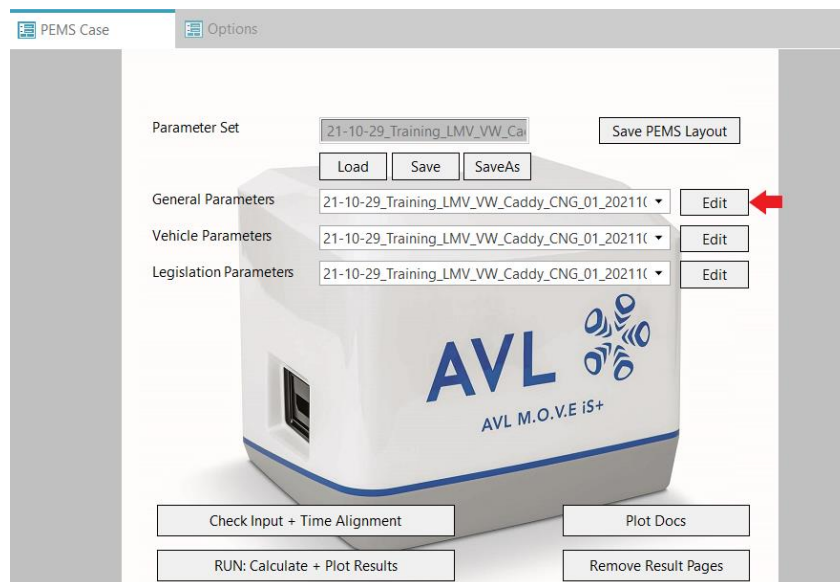 PEMS Case Options
Parameter Set 21-10-29_Training_LMV_VW_Ca Save PEMS Layout
Load Save SaveAs
General Parameters 21-10-29_Training_LMV_VW_Caddy_CNG_01_20211( Edit
Vehicle Parameters 21-10-29_Training_LMV_VW_Caddy_CNG_01_20211( Edit
Legislation Parameters 21-10-29_Training_LMV_VW_Caddy_CNG_01_20211( Edit
AVL
AVL M.O.V.E iS+
Check Input + Time Alignment Plot Docs
RUN: Calculate + Plot Results Remove Result Pages